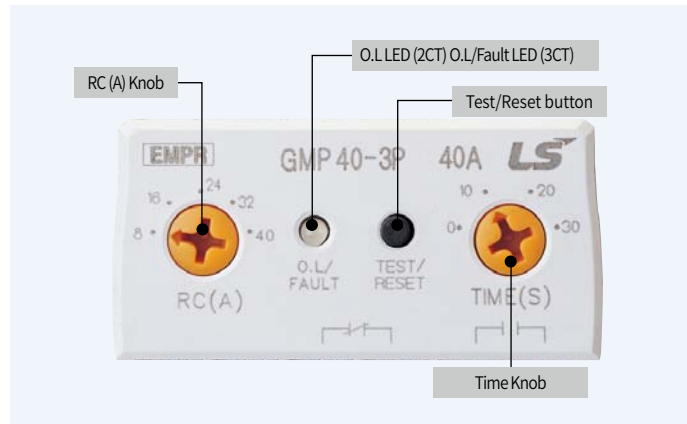 O.L LED (2CT) O.L/Fault LED (3CT)
RC (A) Knob
Test/Reset button
EMPR
GMP 40-3P 40A LS
8 16 24 32 40
0 10 20 30
O.L/
FAULT
TEST/
RESET
RC(A)
TIME(S)
Time Knob